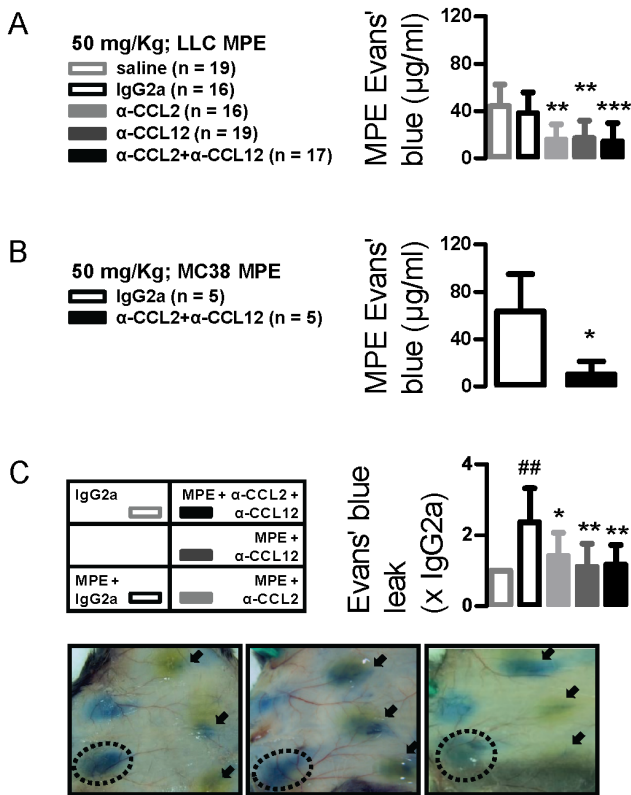 A
50 mg/Kg; LLC MPE
saline (n = 19)
IgG2a (n = 16)
α-CCL2 (n = 16)
α-CCL12 (n = 19)
α-CCL2+α-CCL12 (n = 17)
MPE Evans'
blue (µg/ml)
120
80
40
0
**
**
***
B
50 mg/Kg; MC38 MPE
IgG2a (n = 5)
α-CCL2+α-CCL12 (n = 5)
MPE Evans'
blue (µg/ml)
120
80
40
0
*
C
IgG2a
MPE + α-CCL2 +
α-CCL12
MPE +
α-CCL12
MPE +
IgG2a
MPE +
α-CCL2
Evans' blue
leak
(x IgG2a)
4
2
0
##
*
**
**